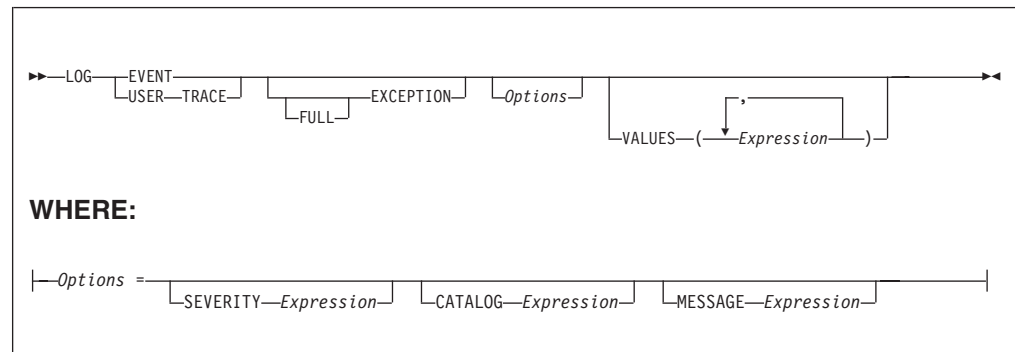 LOG EVENT
USER TRACE
FULL EXCEPTION
Options
VALUES ( , Expression )
WHERE:
Options =
SEVERITY Expression CATALOG Expression MESSAGE Expression